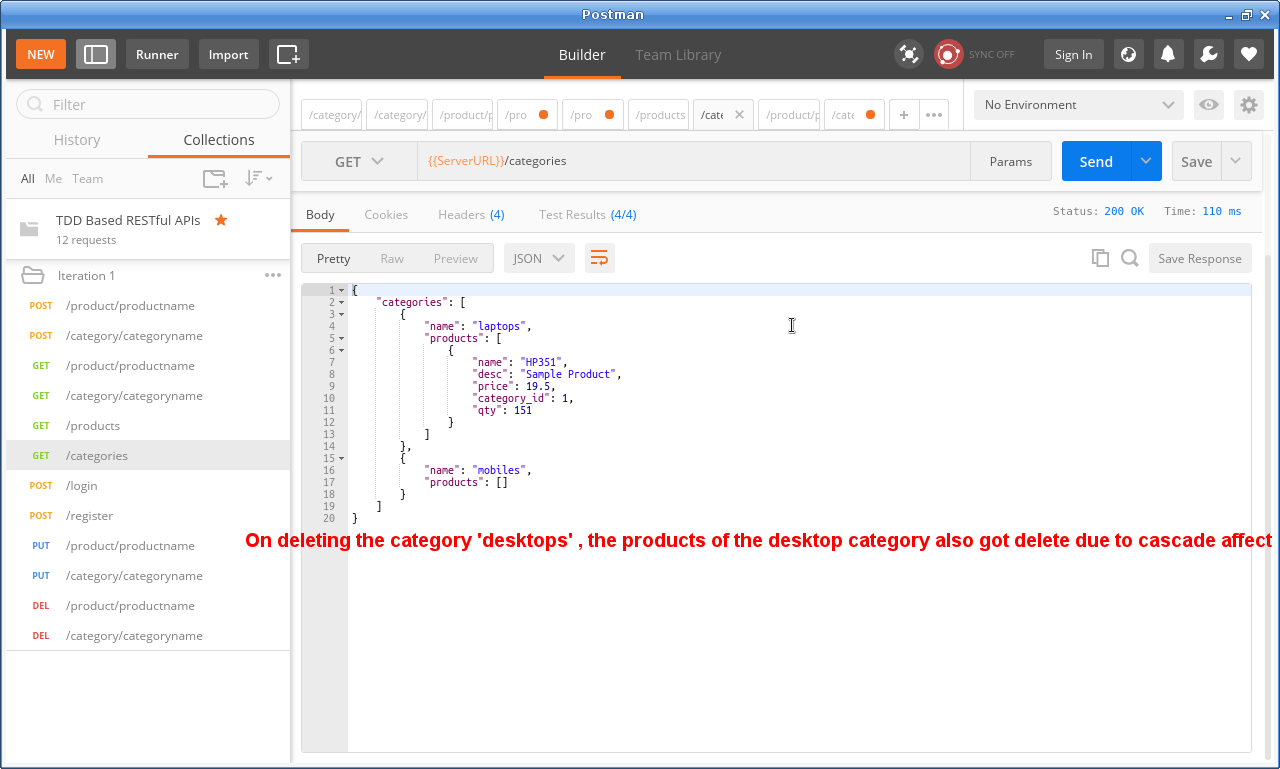 Postman
NEW Runner Import Builder Team Library SYNC OFF Sign In
Filter
History Collections
All Me Team
TDD Based RESTful APIs
12 requests
Iteration 1
POST /product/productname
POST /category/categoryname
GET /product/productname
GET /category/categoryname
GET /products
GET /categories
POST /login
POST /register
PUT /product/productname
PUT /category/categoryname
DEL /product/productname
DEL /category/categoryname
/category/ /category/ /product/p /pro /pro /products /cate /product/p /cate + •••
No Environment
GET {{ServerURL}}/categories Params Send Save
Body Cookies Headers (4) Test Results (4/4) Status: 200 OK Time: 110 ms
Pretty Raw Preview JSON Save Response
1 {
2 "categories": [
3 {
4 "name": "laptops",
5 "products": [
6 {
7 "name": "HP351",
8 "desc": "Sample Product",
9 "price": 19.5,
10 "category_id": 1,
11 "qty": 151
12 }
13 ]
14 },
15 {
16 "name": "mobiles",
17 "products": []
18 }
19 ]
20 }
On deleting the category 'desktops' , the products of the desktop category also got delete due to cascade affect